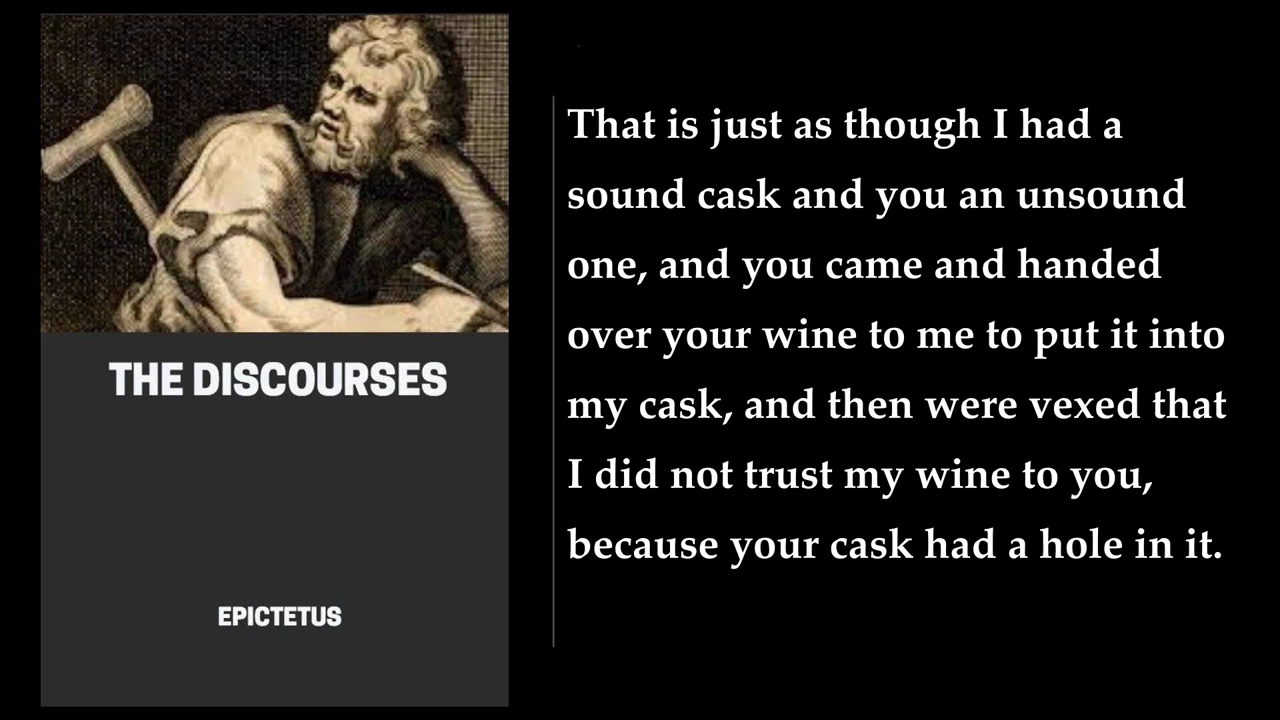 THE DISCOURSES
EPICTETUS
That is just as though I had a
sound cask and you an unsound
one, and you came and handed
over your wine to me to put it into
my cask, and then were vexed that
I did not trust my wine to you,
because your cask had a hole in it.